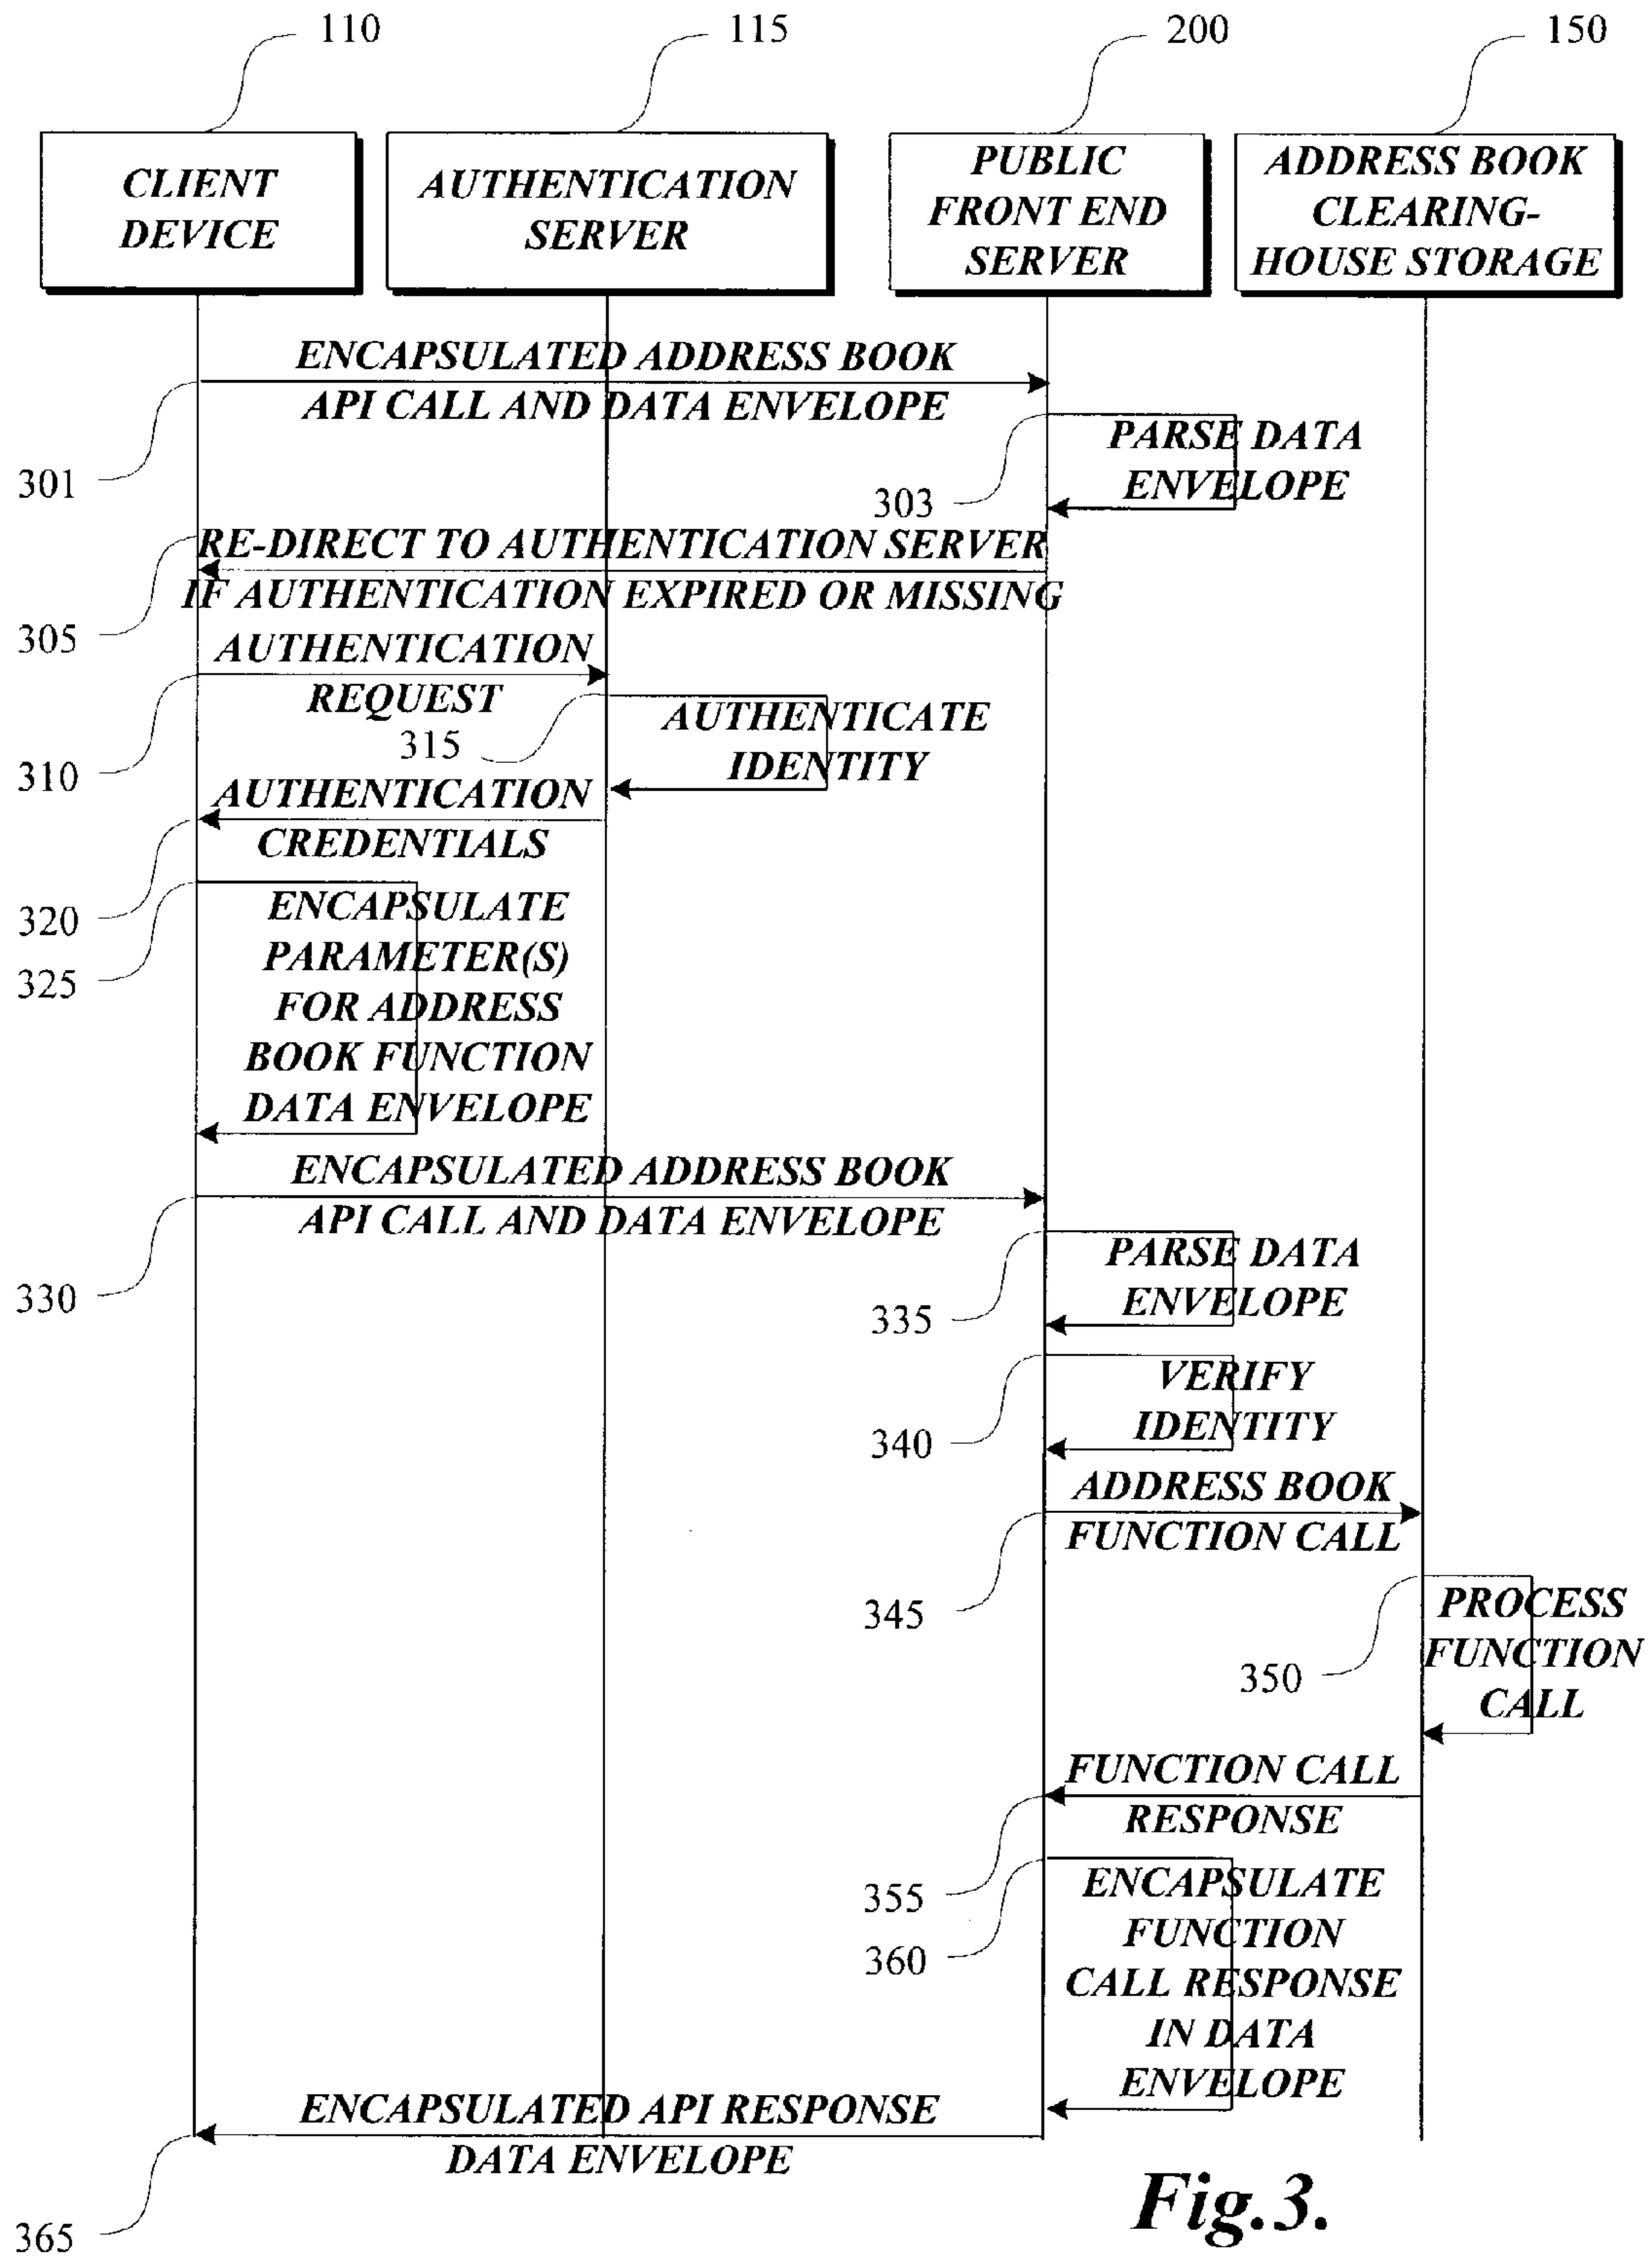 110
115
200
150
CLIENT
DEVICE
AUTHENTICATION
SERVER
PUBLIC
FRONT END
SERVER
ADDRESS BOOK
CLEARING-
HOUSE STORAGE
ENCAPSULATED ADDRESS BOOK
API CALL AND DATA ENVELOPE
301
PARSE DATA
ENVELOPE
303
RE-DIRECT TO AUTHENTICATION SERVER
IF AUTHENTICATION EXPIRED OR MISSING
305
AUTHENTICATION
REQUEST
310
315
AUTHENTICATE
IDENTITY
AUTHENTICATION
CREDENTIALS
320
325
ENCAPSULATE
PARAMETER(S)
FOR ADDRESS
BOOK FUNCTION
DATA ENVELOPE
ENCAPSULATED ADDRESS BOOK
API CALL AND DATA ENVELOPE
330
PARSE DATA
ENVELOPE
335
VERIFY
IDENTITY
340
ADDRESS BOOK
FUNCTION CALL
345
PROCESS
FUNCTION
CALL
350
FUNCTION CALL
RESPONSE
355
360
ENCAPSULATE
FUNCTION
CALL RESPONSE
IN DATA
ENVELOPE
ENCAPSULATED API RESPONSE
DATA ENVELOPE
365
Fig.3.